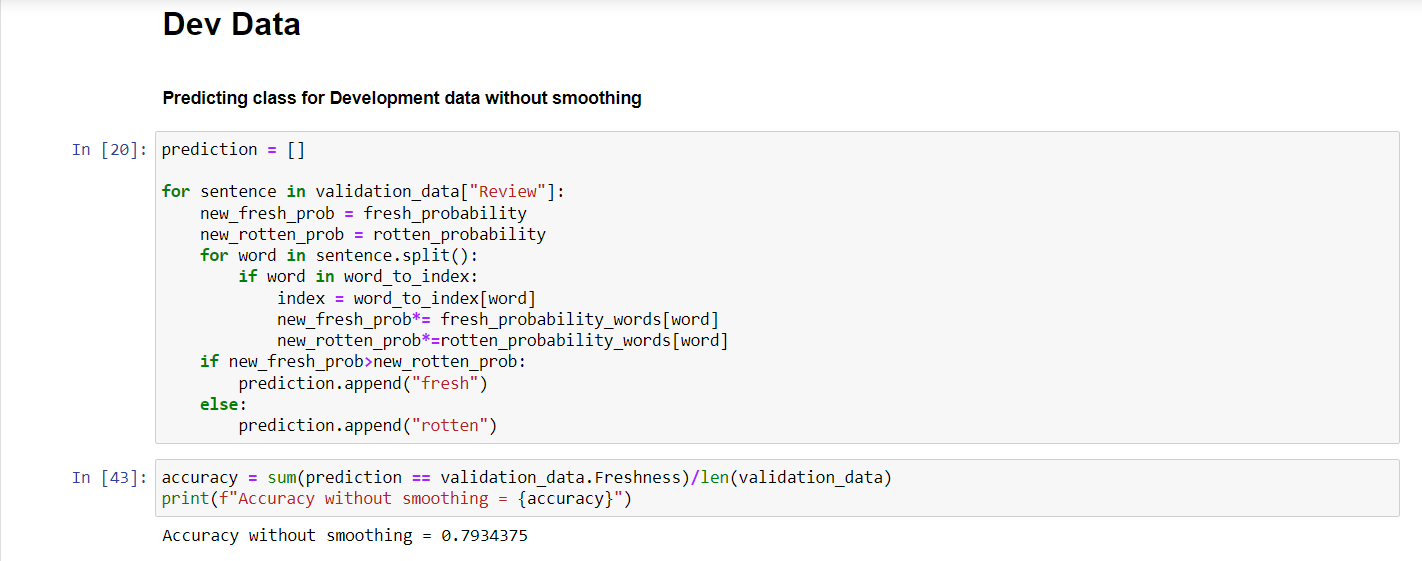 Dev Data
Predicting class for Development data without smoothing
In [20]: prediction = []
for sentence in validation_data["Review"]:
    new_fresh_prob = fresh_probability
    new_rotten_prob = rotten_probability
    for word in sentence.split():
        if word in word_to_index:
            index = word_to_index[word]
            new_fresh_prob*= fresh_probability_words[word]
            new_rotten_prob*=rotten_probability_words[word]
    if new_fresh_prob>new_rotten_prob:
        prediction.append("fresh")
    else:
        prediction.append("rotten")
In [43]: accuracy = sum(prediction == validation_data.Freshness)/len(validation_data)
print(f"Accuracy without smoothing = {accuracy}")
Accuracy without smoothing = 0.7934375